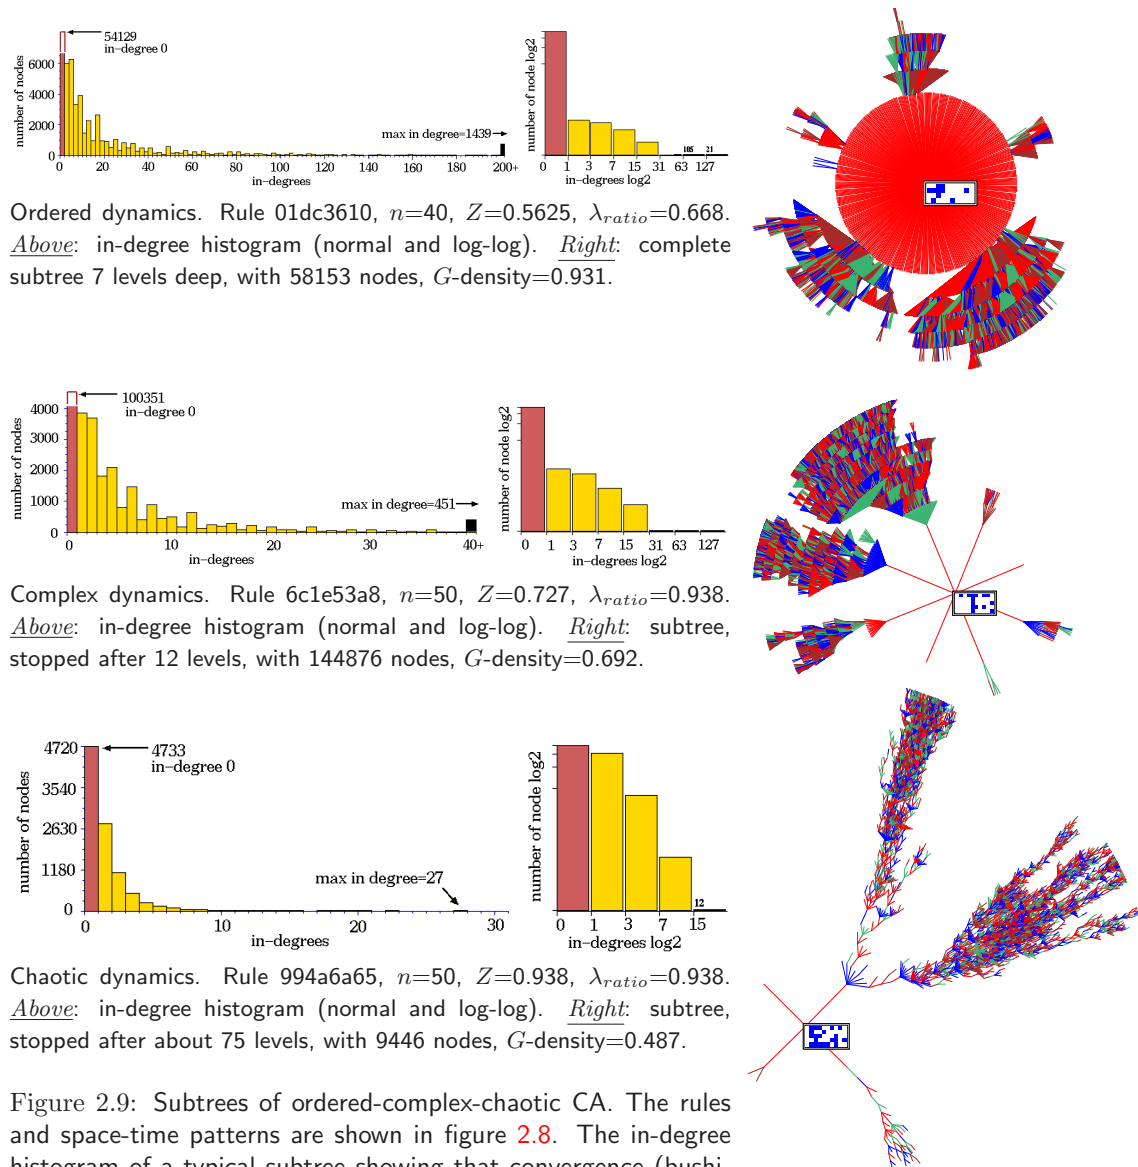 54129
in-degree 0
number of nodes
6000
4000
2000
0
max in degree=1439
0 20 40 60 80 100 120 140 160 180 200+
in-degrees
number of node log2
105 21
0 1 3 7 15 31 63 127
in-degrees log2
Ordered dynamics. Rule 01dc3610, n=40, Z=0.5625, λratio=0.668.
Above: in-degree histogram (normal and log-log). Right: complete
subtree 7 levels deep, with 58153 nodes, G-density=0.931.
100351
in-degree 0
number of nodes
4000
3000
2000
1000
0
max in degree=451
0 10 20 30 40+
in-degrees
number of node log2
0 1 3 7 15 31 63 127
in-degrees log2
Complex dynamics. Rule 6c1e53a8, n=50, Z=0.727, λratio=0.938.
Above: in-degree histogram (normal and log-log). Right: subtree,
stopped after 12 levels, with 144876 nodes, G-density=0.692.
4733
in-degree 0
number of nodes
4720
3540
2630
1180
0
max in degree=27
0 10 20 30
in-degrees
number of node log2
12
0 1 3 7 15
in-degrees log2
Chaotic dynamics. Rule 994a6a65, n=50, Z=0.938, λratio=0.938.
Above: in-degree histogram (normal and log-log). Right: subtree,
stopped after about 75 levels, with 9446 nodes, G-density=0.487.
Figure 2.9: Subtrees of ordered-complex-chaotic CA. The rules
and space-time patterns are shown in figure 2.8. The in-degree
histogram of a typical subtree showing that convergence (bushi-